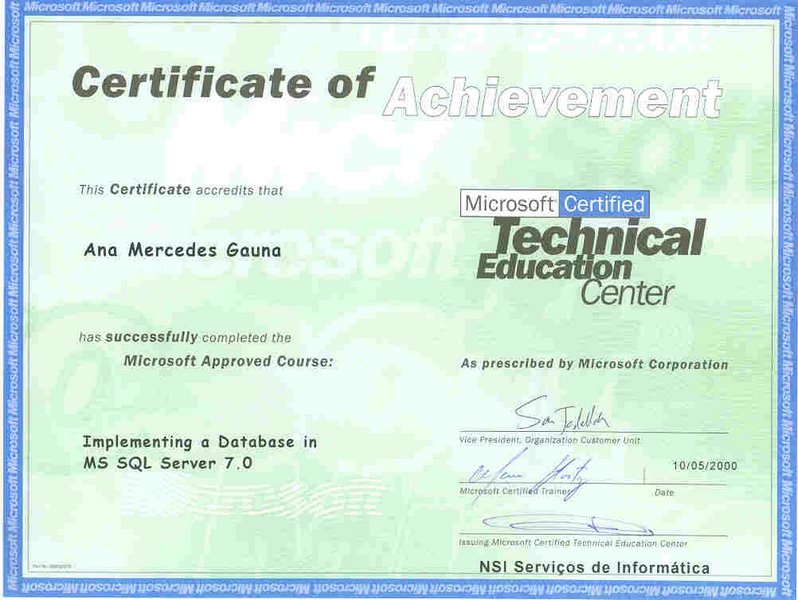 Microsoft Microsoft Microsoft Microsoft Microsoft Microsoft Microsoft Microsoft Microsoft Microsoft Microsoft Microsoft Microsoft
Certificate of Achievement
This Certificate accredits that
Microsoft Certified
Technical
Education
Center
Ana Mercedes Gauna
has successfully completed the
Microsoft Approved Course:
As prescribed by Microsoft Corporation
Vice President, Organization Customer Unit
Implementing a Database in
MS SQL Server 7.0
10/05/2000
Microsoft Certified Trainer
Date
Issuing Microsoft Certified Technical Education Center
NSI Serviços de Informática